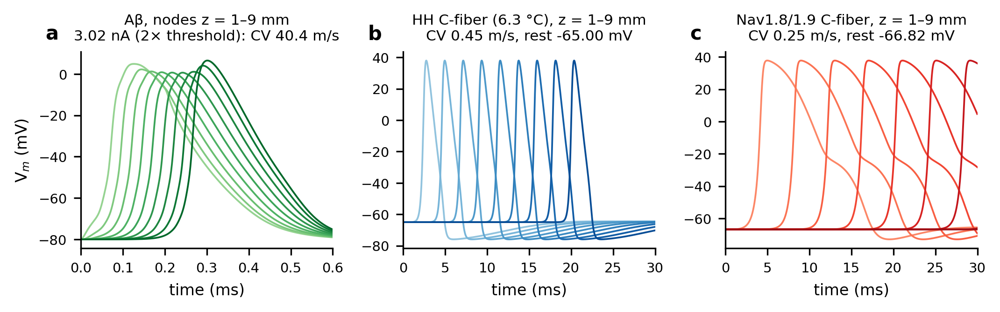 a
Aβ, nodes z = 1–9 mm
3.02 nA (2× threshold): CV 40.4 m/s
V_m (mV)
0
−20
−40
−60
−80
0.0 0.1 0.2 0.3 0.4 0.5 0.6
time (ms)
b
HH C-fiber (6.3 °C), z = 1–9 mm
CV 0.45 m/s, rest -65.00 mV
40
20
0
−20
−40
−60
−80
0 5 10 15 20 25 30
time (ms)
c
Nav1.8/1.9 C-fiber, z = 1–9 mm
CV 0.25 m/s, rest -66.82 mV
40
20
0
−20
−40
−60
0 5 10 15 20 25 30
time (ms)